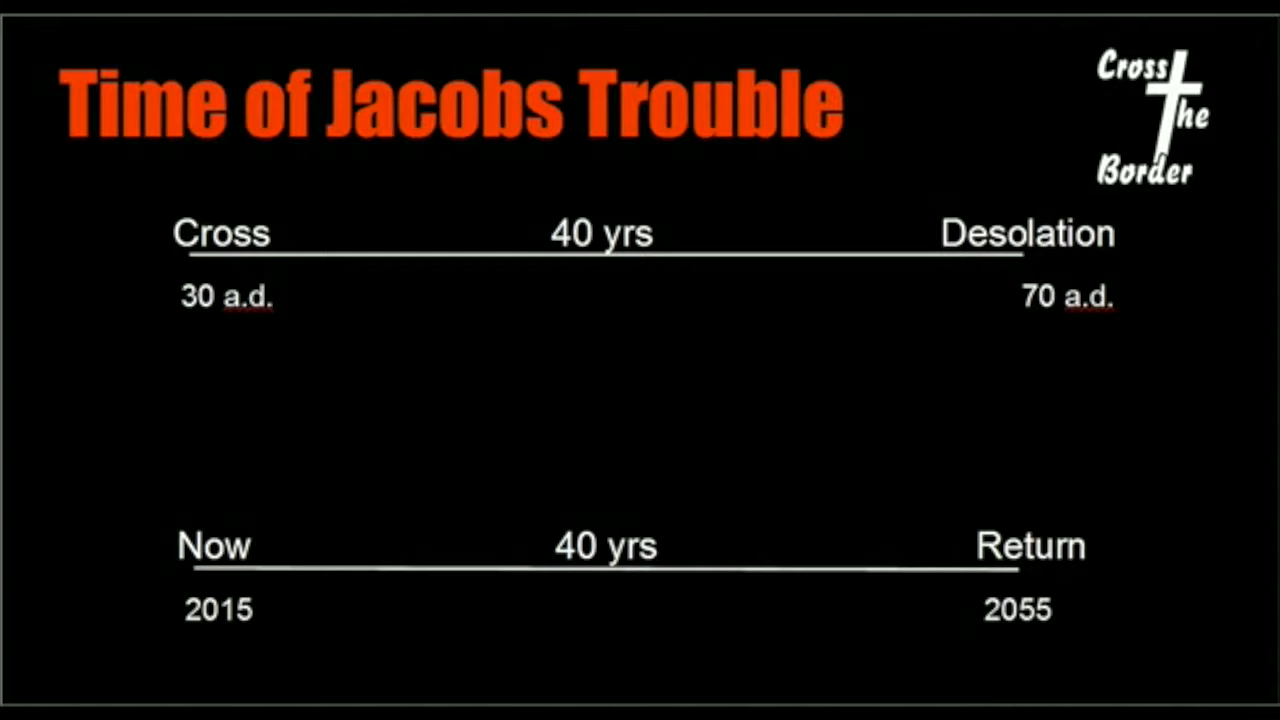 Time of Jacobs Trouble
Cross
the
Border
Cross 40 yrs Desolation
30 a.d. 70 a.d.
Now 40 yrs Return
2015 2055